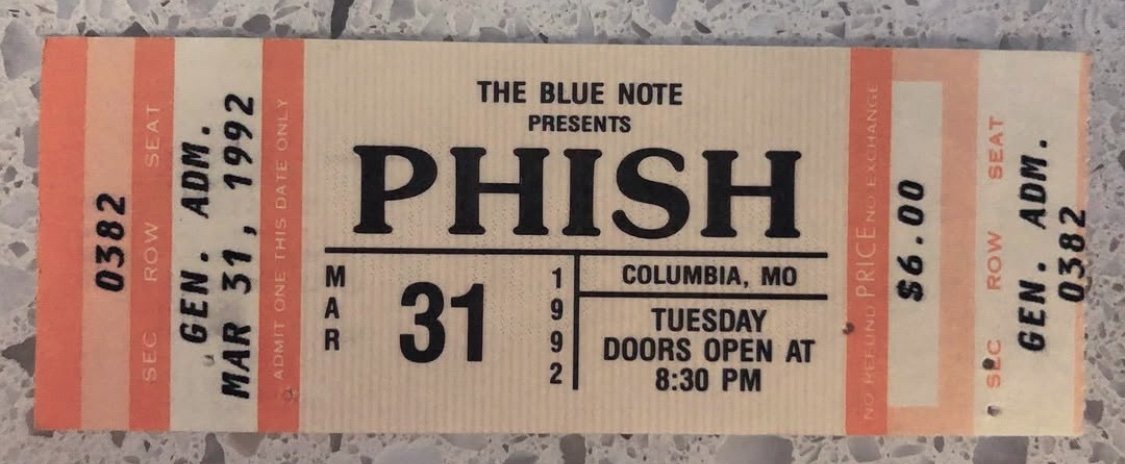 0382
SEC ROW SEAT
GEN. ADM.
MAR 31, 1992
ADMIT ONE THIS DATE ONLY
THE BLUE NOTE
PRESENTS
PHISH
MAR
31
1992
COLUMBIA, MO
TUESDAY
DOORS OPEN AT
8:30 PM
NO REFUND PRICE NO EXCHANGE
$6.00
SEC ROW SEAT
GEN. ADM.
0382